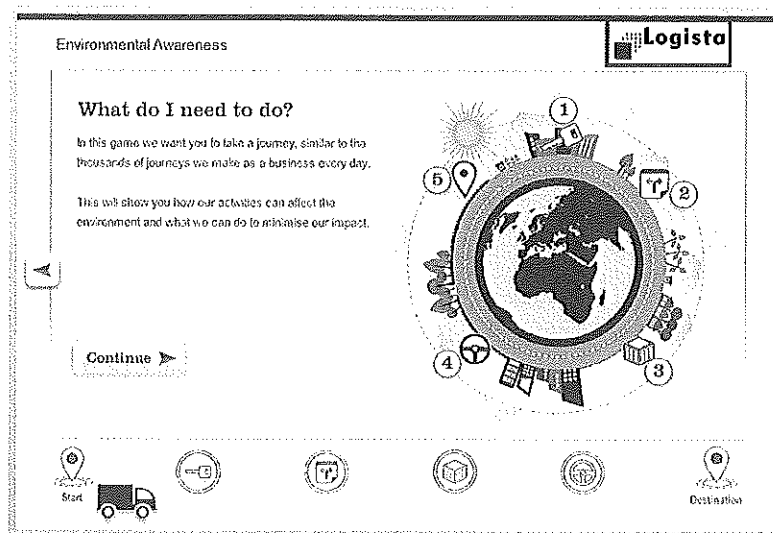 Environmental Awareness
Logista
What do I need to do?
In this game we want you to take a journey, similar to the
thousands of journeys we make as a business every day.
This will show you how our activities can affect the
environment and what we can do to minimise our impact.
1
2
3
4
5
Continue
Start
Destination